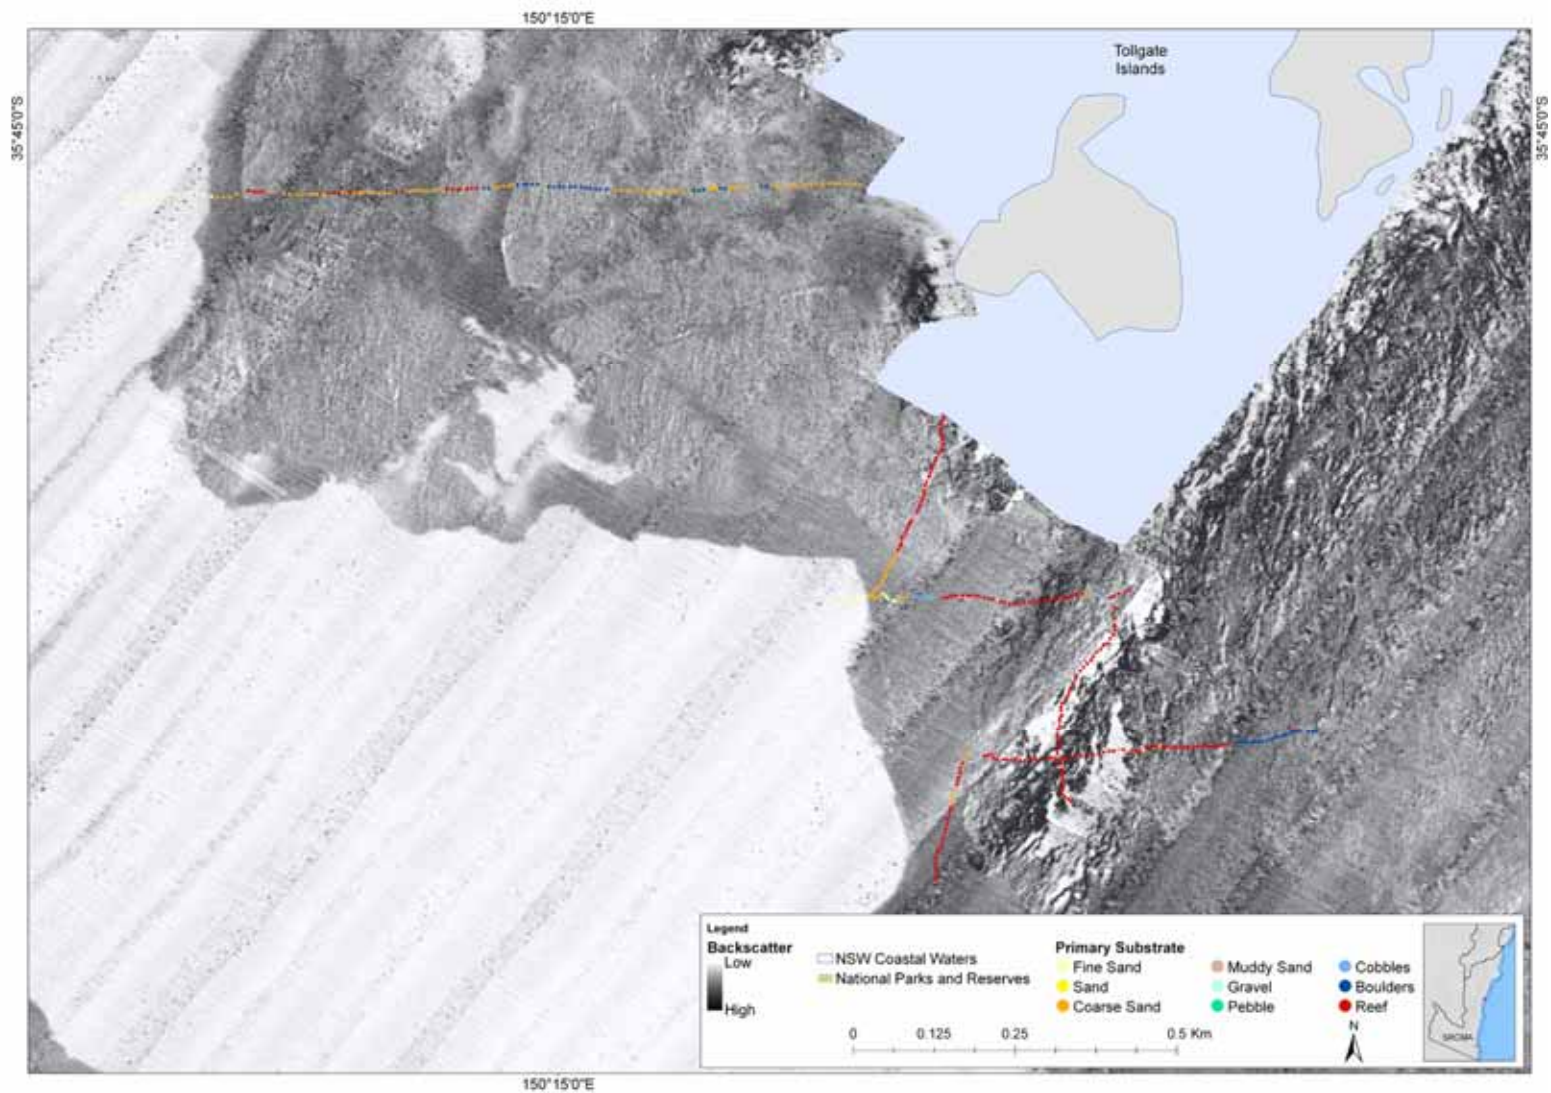 150°15'0"E
Tollgate
Islands
35°45'0"S
35°45'0"S
Legend
Backscatter
Low
High
NSW Coastal Waters
National Parks and Reserves
Primary Substrate
Fine Sand
Sand
Coarse Sand
Muddy Sand
Gravel
Pebble
Cobbles
Boulders
Reef
0 0.125 0.25 0.5 Km
N
SRCMA
150°15'0"E